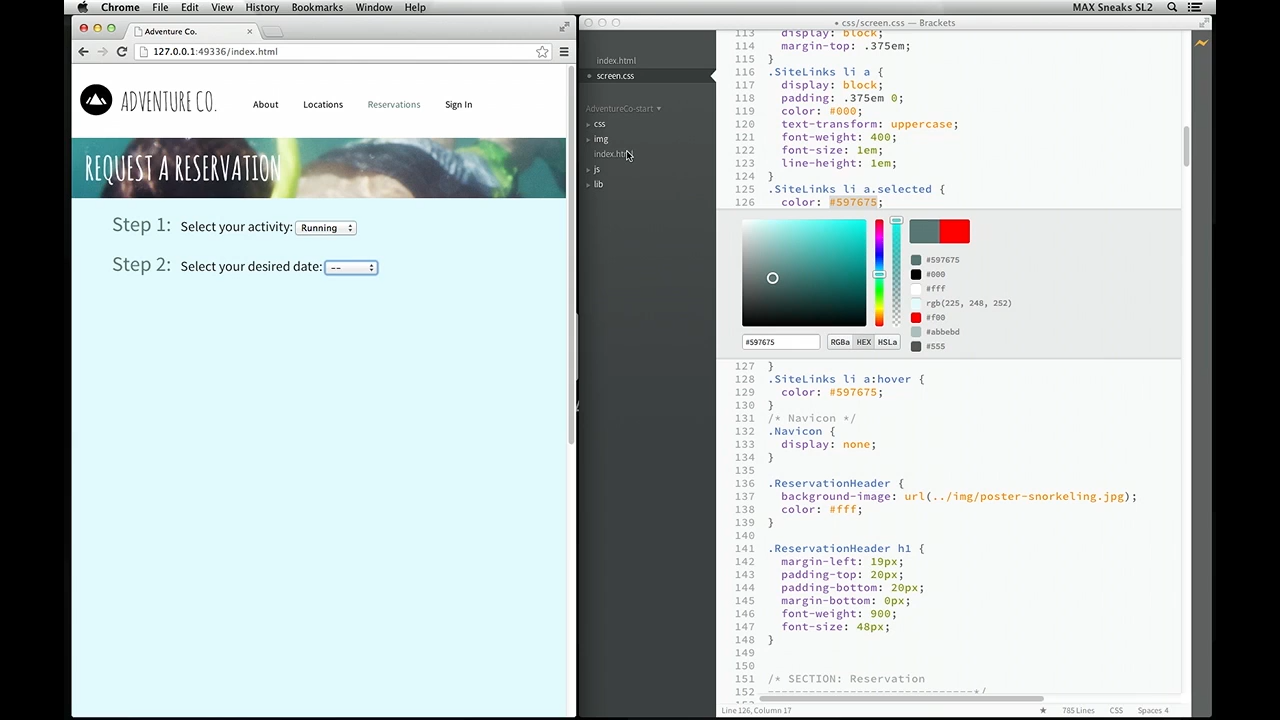 Chrome File Edit View History Bookmarks Window Help MAX Sneaks SL2
Adventure Co.
127.0.0.1:49336/index.html
ADVENTURE CO.
About Locations Reservations Sign In
REQUEST A RESERVATION
Step 1: Select your activity: Running
Step 2: Select your desired date: --
• css/screen.css — Brackets
index.html
screen.css
AdventureCo-start
css
img
index.html
js
lib
113 display: block;
114 margin-top: .375em;
115 }
116 .SiteLinks li a {
117 display: block;
118 padding: .375em 0;
119 color: #000;
120 text-transform: uppercase;
121 font-weight: 400;
122 font-size: 1em;
123 line-height: 1em;
124 }
125 .SiteLinks li a.selected {
126 color: #597675;
#597675
#000
#fff
rgb(225, 248, 252)
#f00
#abbebd
#555
#597675 RGBa HEX HSLa
127 }
128 .SiteLinks li a:hover {
129 color: #597675;
130 }
131 /* Navicon */
132 .Navicon {
133 display: none;
134 }
135
136 .ReservationHeader {
137 background-image: url(../img/poster-snorkeling.jpg);
138 color: #fff;
139 }
140
141 .ReservationHeader h1 {
142 margin-left: 19px;
143 padding-top: 20px;
144 padding-bottom: 20px;
145 margin-bottom: 0px;
146 font-weight: 900;
147 font-size: 48px;
148 }
149
150
151 /* SECTION: Reservation
152 ------------------------------*/
Line 126, Column 17 785 Lines CSS Spaces 4